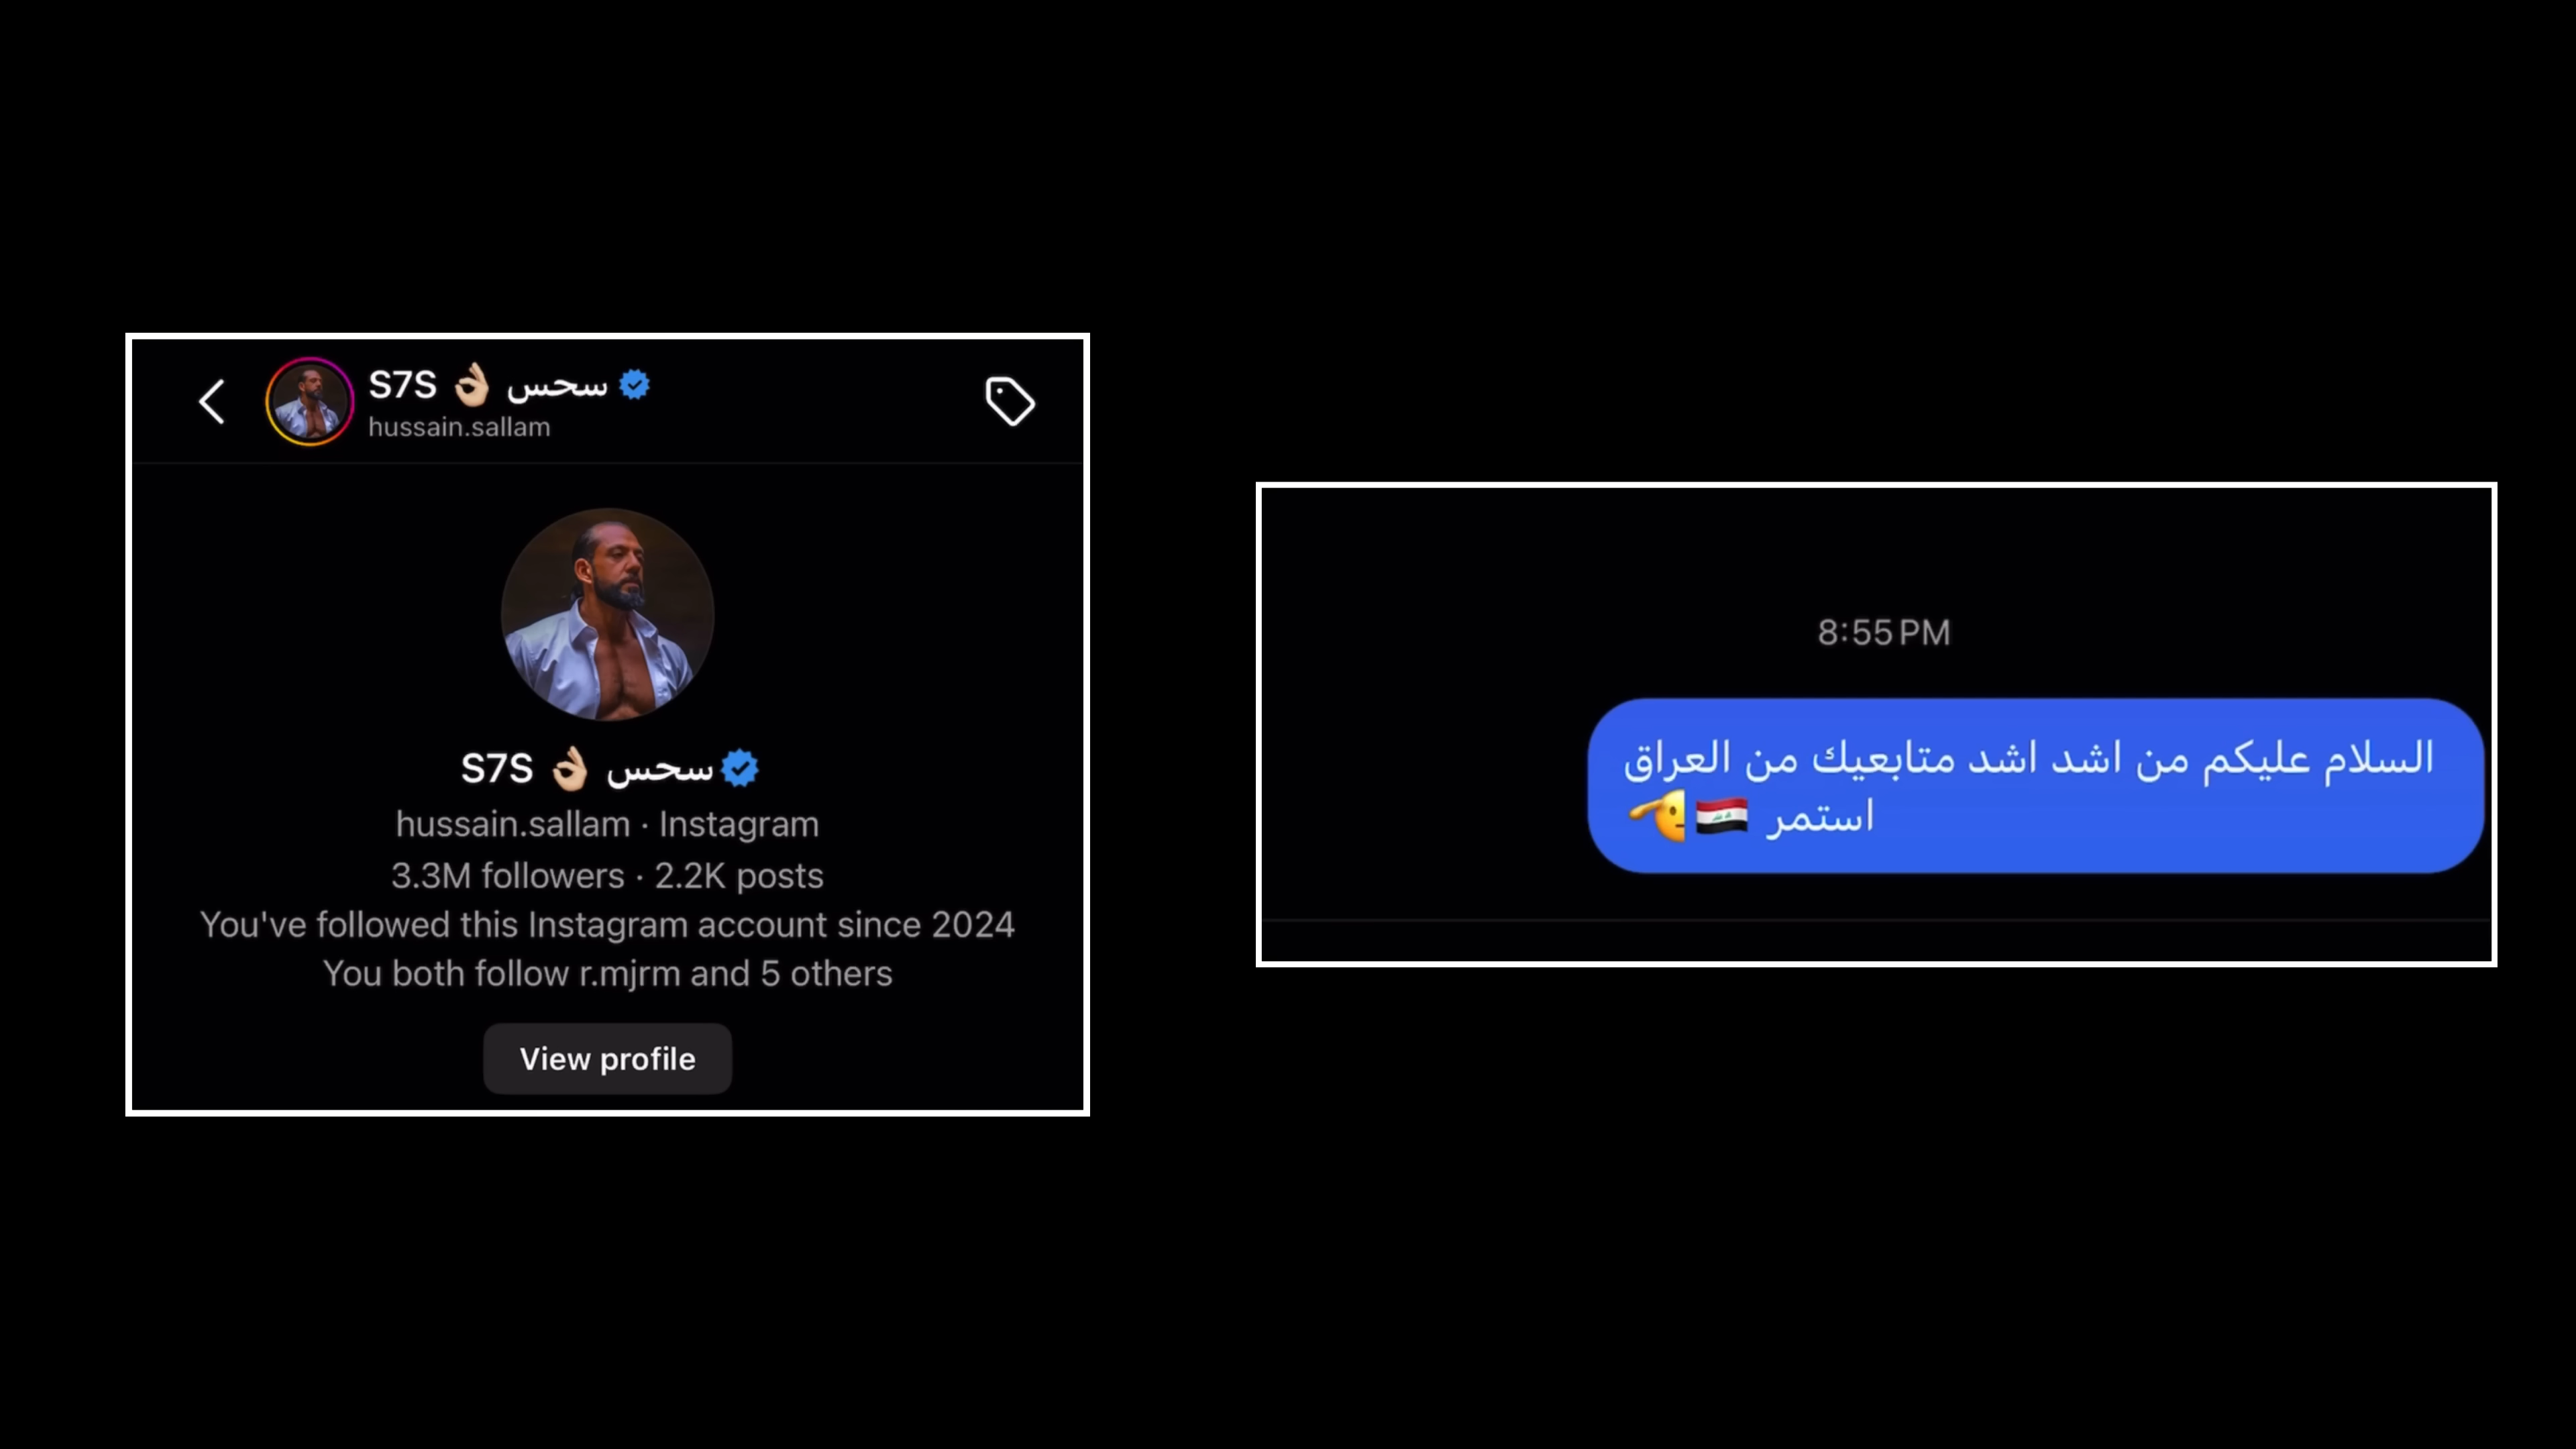 S7S 👌🏼 سحس
hussain.sallam
S7S 👌🏼 سحس
hussain.sallam · Instagram
3.3M followers · 2.2K posts
You've followed this Instagram account since 2024
You both follow r.mjrm and 5 others
View profile
8:55 PM
السلام عليكم من اشد اشد متابعيك من العراق
استمر 🇮🇶🫡